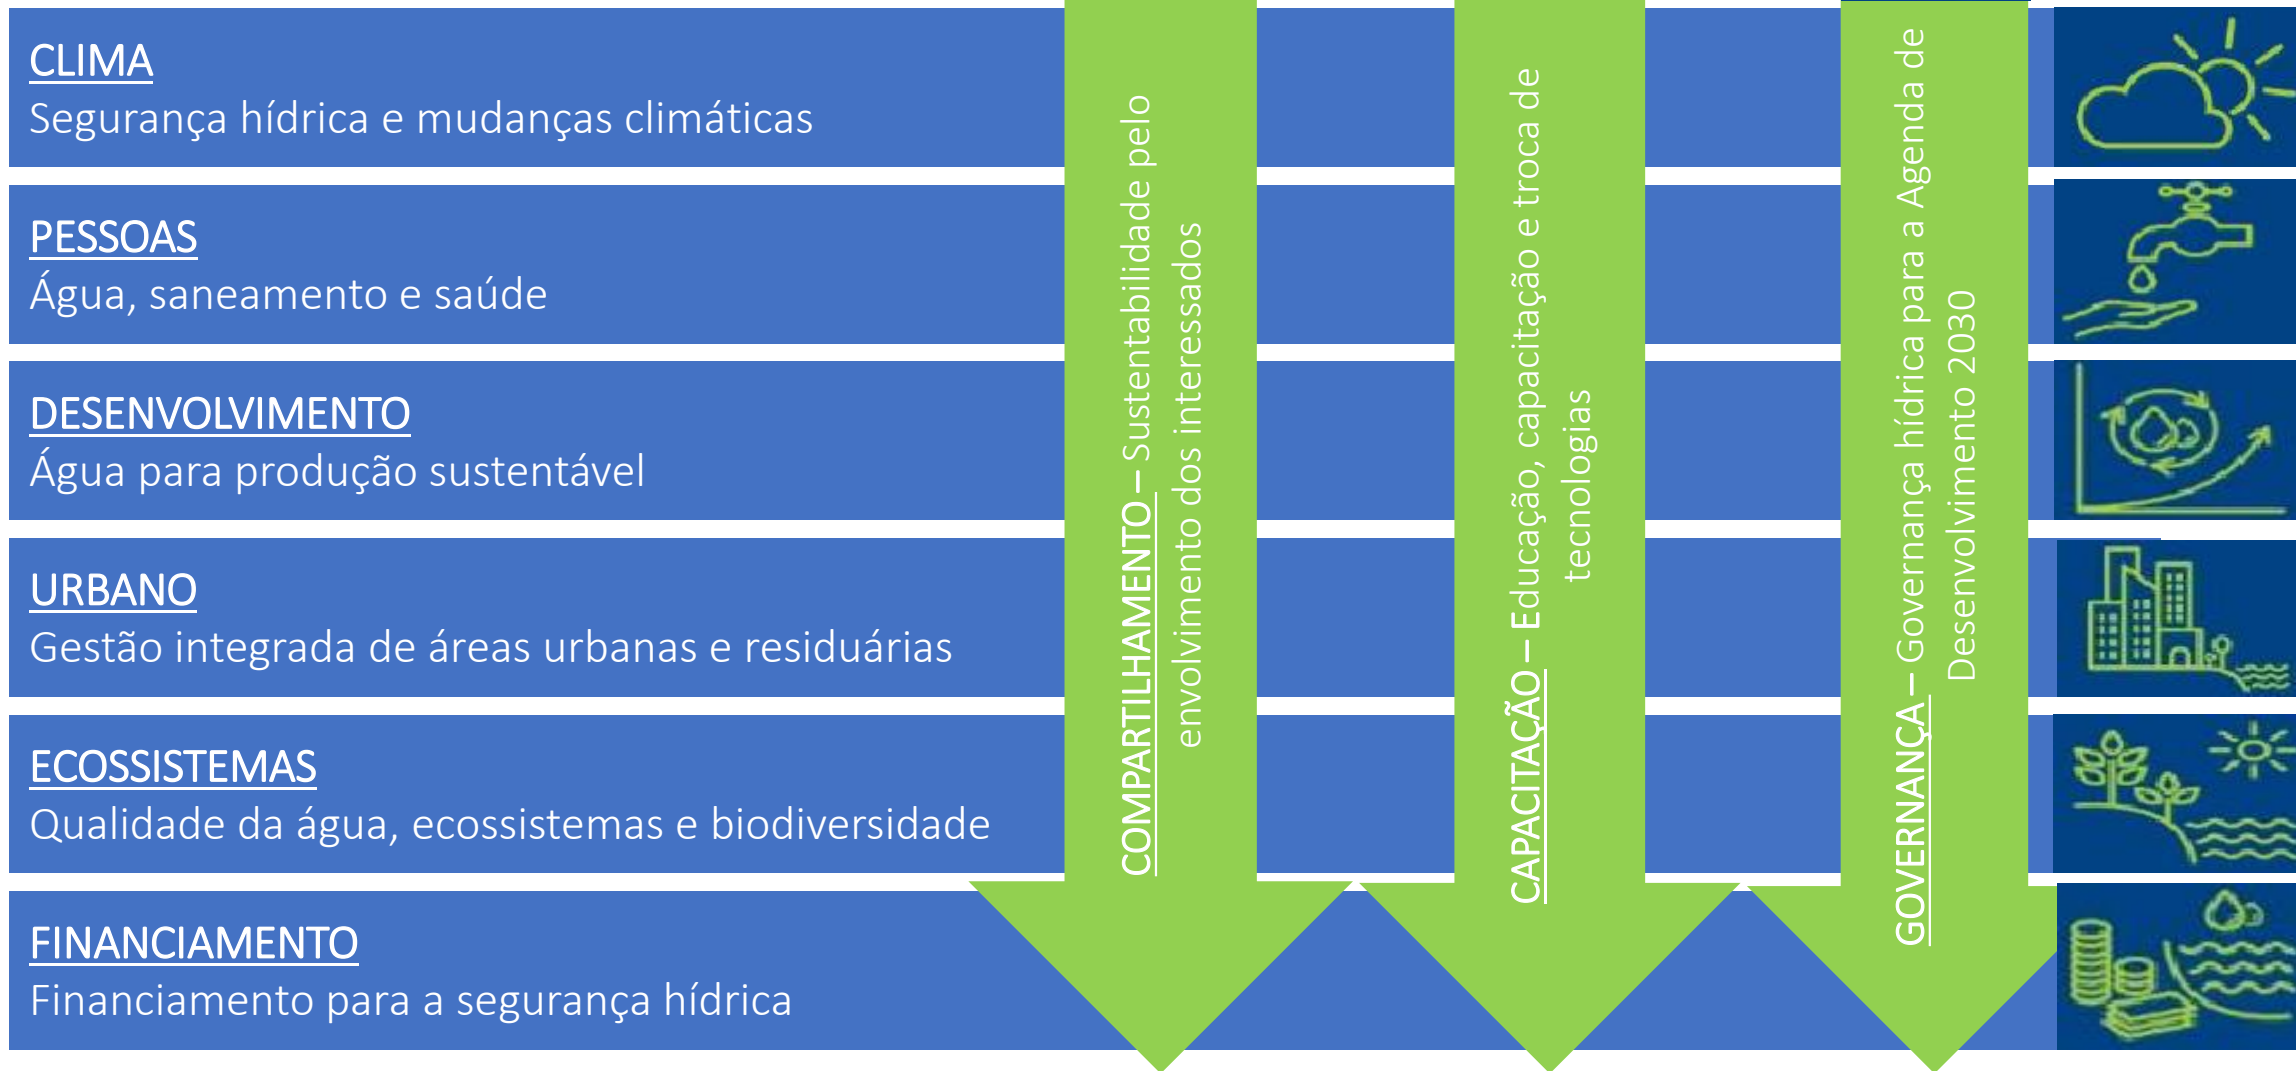 CLIMA
Segurança hídrica e mudanças climáticas
PESSOAS
Água, saneamento e saúde
DESENVOLVIMENTO
Água para produção sustentável
URBANO
Gestão integrada de áreas urbanas e residuárias
ECOSSISTEMAS
Qualidade da água, ecossistemas e biodiversidade
FINANCIAMENTO
Financiamento para a segurança hídrica
COMPARTILHAMENTO – Sustentabilidade pelo
envolvimento dos interessados
CAPACITAÇÃO – Educação, capacitação e troca de
tecnologias
GOVERNANÇA – Governança hídrica para a Agenda de
Desenvolvimento 2030